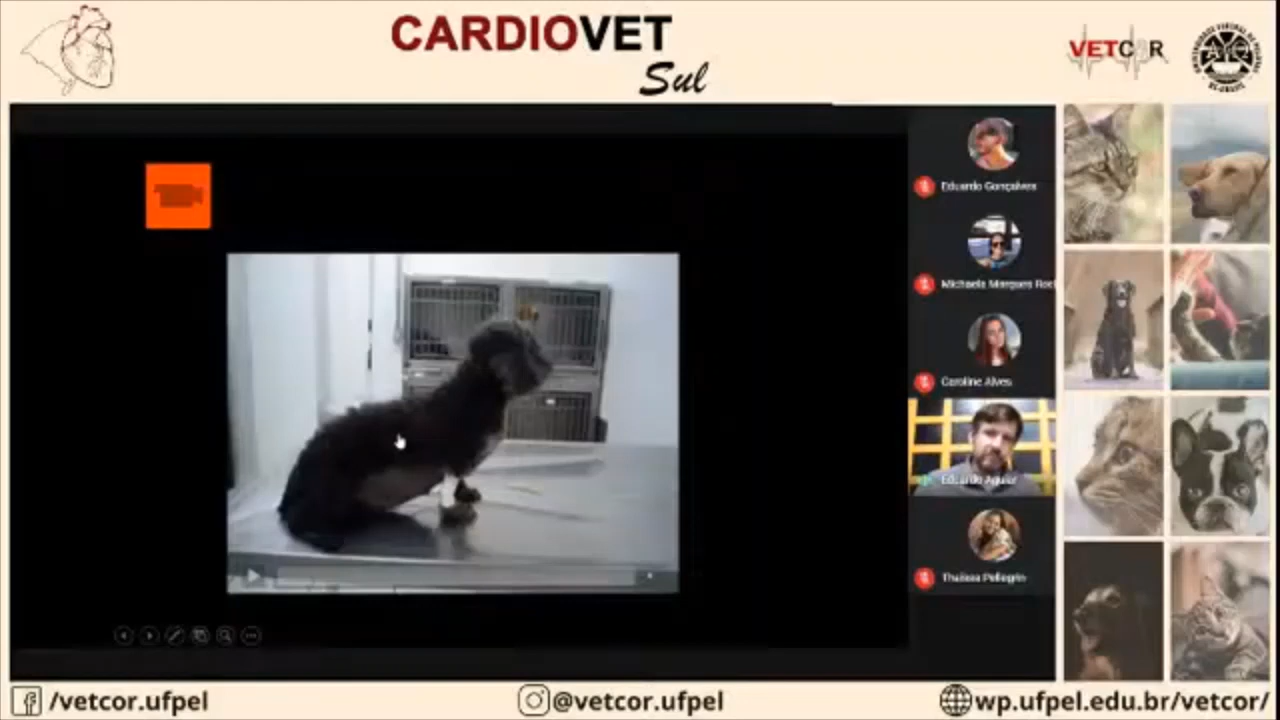 CARDIOVET
Sul
VETCOR
Eduardo Gonçalves
Michaela Marques Roc
Caroline Alves
Eduardo Aguiar
Thaíssa Pellegrin
/vetcor.ufpel
@vetcor.ufpel
wp.ufpel.edu.br/vetcor/